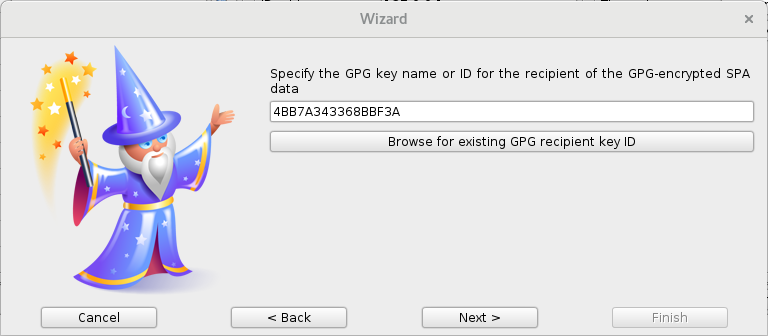 Wizard
Specify the GPG key name or ID for the recipient of the GPG-encrypted SPA
data
4BB7A343368BBF3A
Browse for existing GPG recipient key ID
Cancel
< Back
Next >
Finish